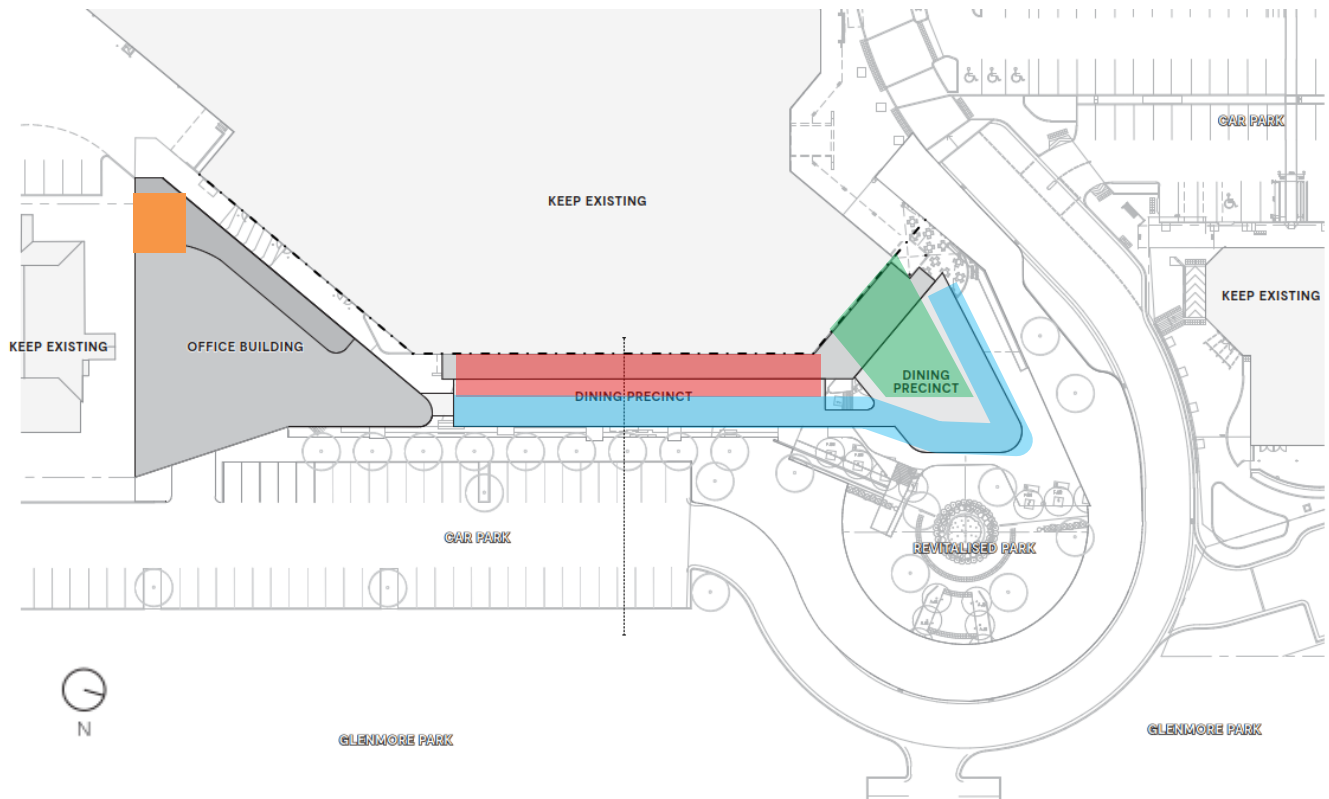 CAR PARK
KEEP EXISTING
KEEP EXISTING
KEEP EXISTING
OFFICE BUILDING
DINING
PRECINCT
DINING PRECINCT
CAR PARK
REVITALISED PARK
N
GLENMORE PARK
GLENMORE PARK